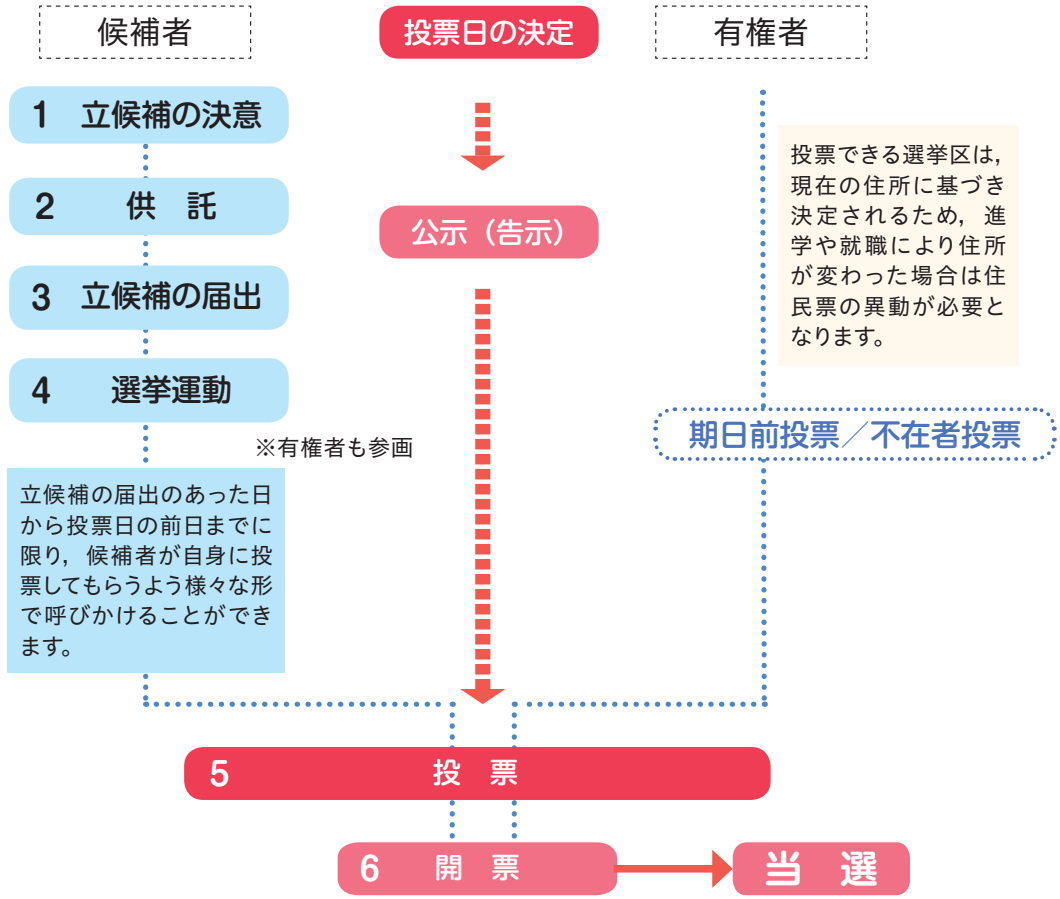 候補者
投票日の決定
有権者
1 立候補の決意
2 供 託
3 立候補の届出
4 選挙運動
※有権者も参画
立候補の届出のあった日
から投票日の前日までに
限り，候補者が自身に投
票してもらうよう様々な形
で呼びかけることができ
ます。
公示（告示）
投票できる選挙区は，
現在の住所に基づき
決定されるため，進
学や就職により住所
が変わった場合は住
民票の異動が必要と
なります。
期日前投票／不在者投票
5 投 票
6 開 票
当 選